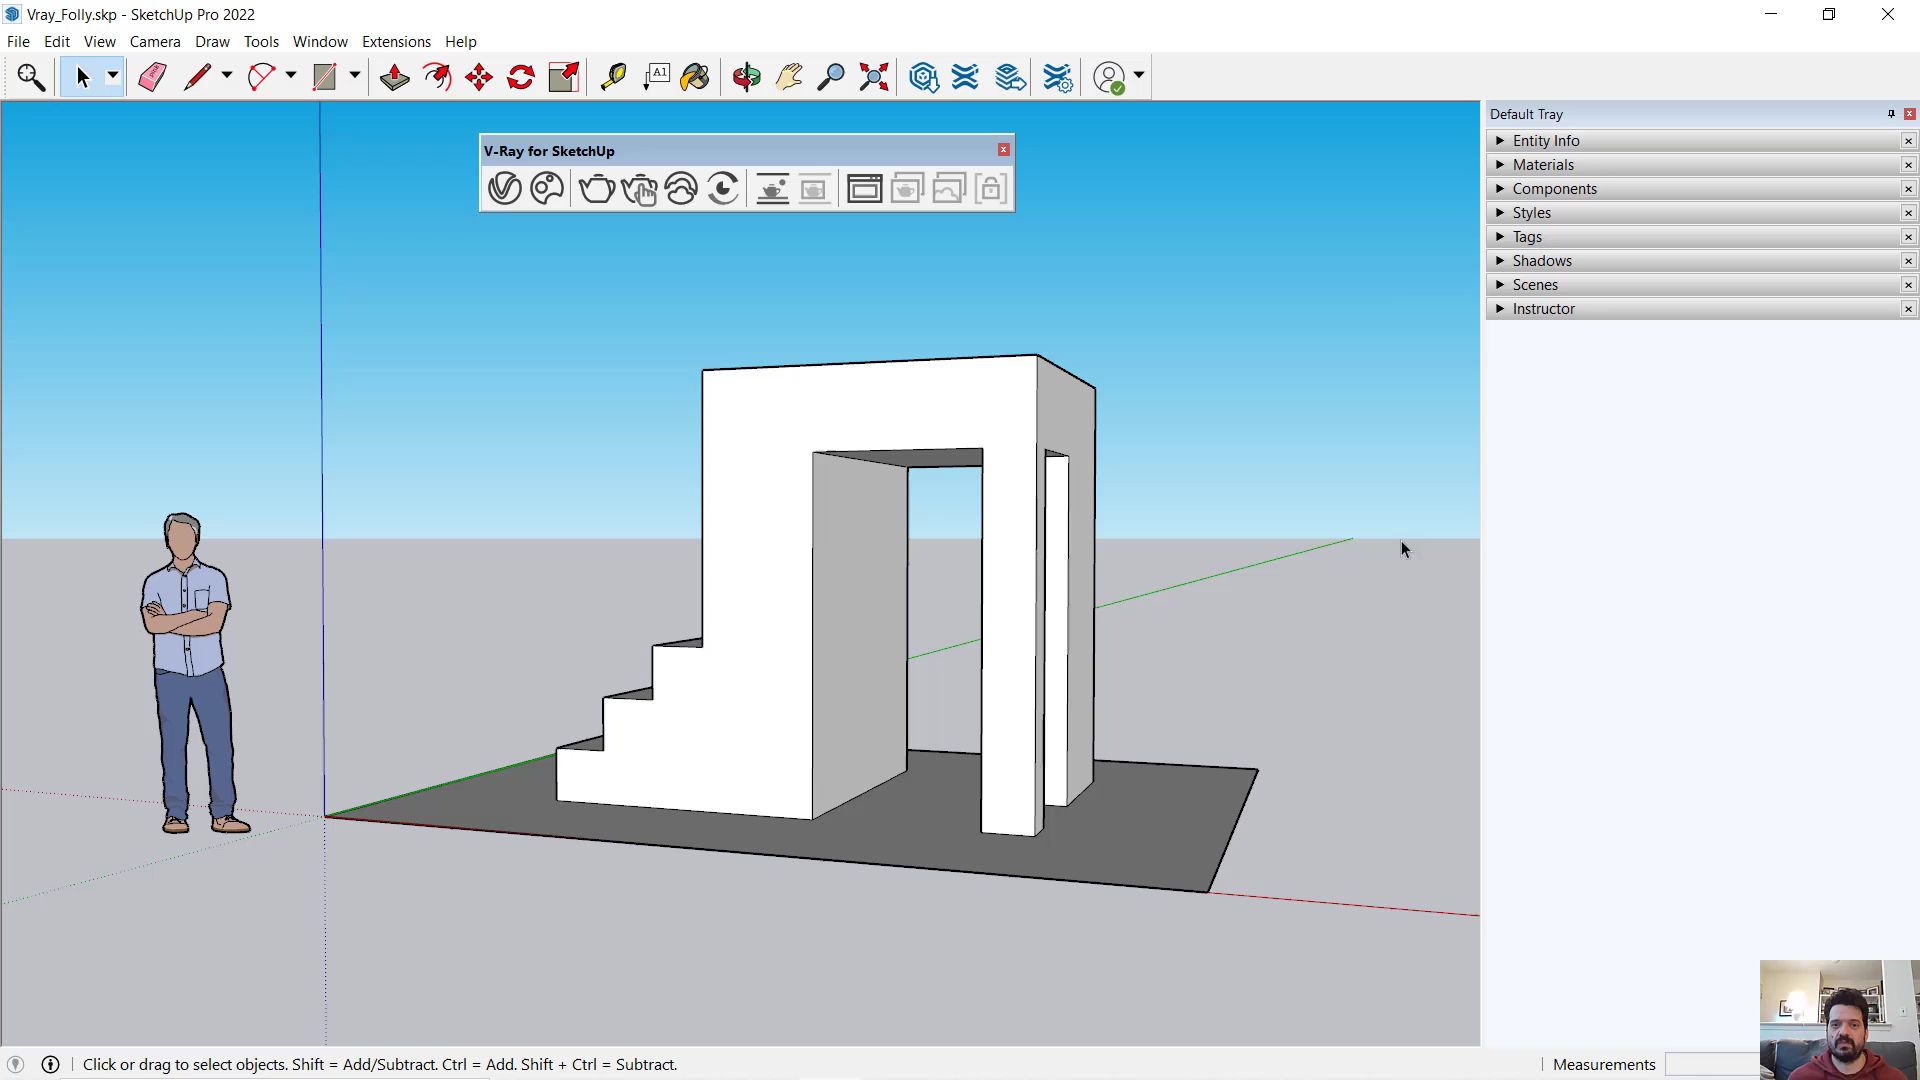 Vray_Folly.skp - SketchUp Pro 2022
File Edit View Camera Draw Tools Window Extensions Help
A1
Default Tray
V-Ray for SketchUp
Entity Info
Materials
Components
Styles
Tags
Shadows
Scenes
Instructor
Click or drag to select objects. Shift = Add/Subtract. Ctrl = Add. Shift + Ctrl = Subtract.
Measurements